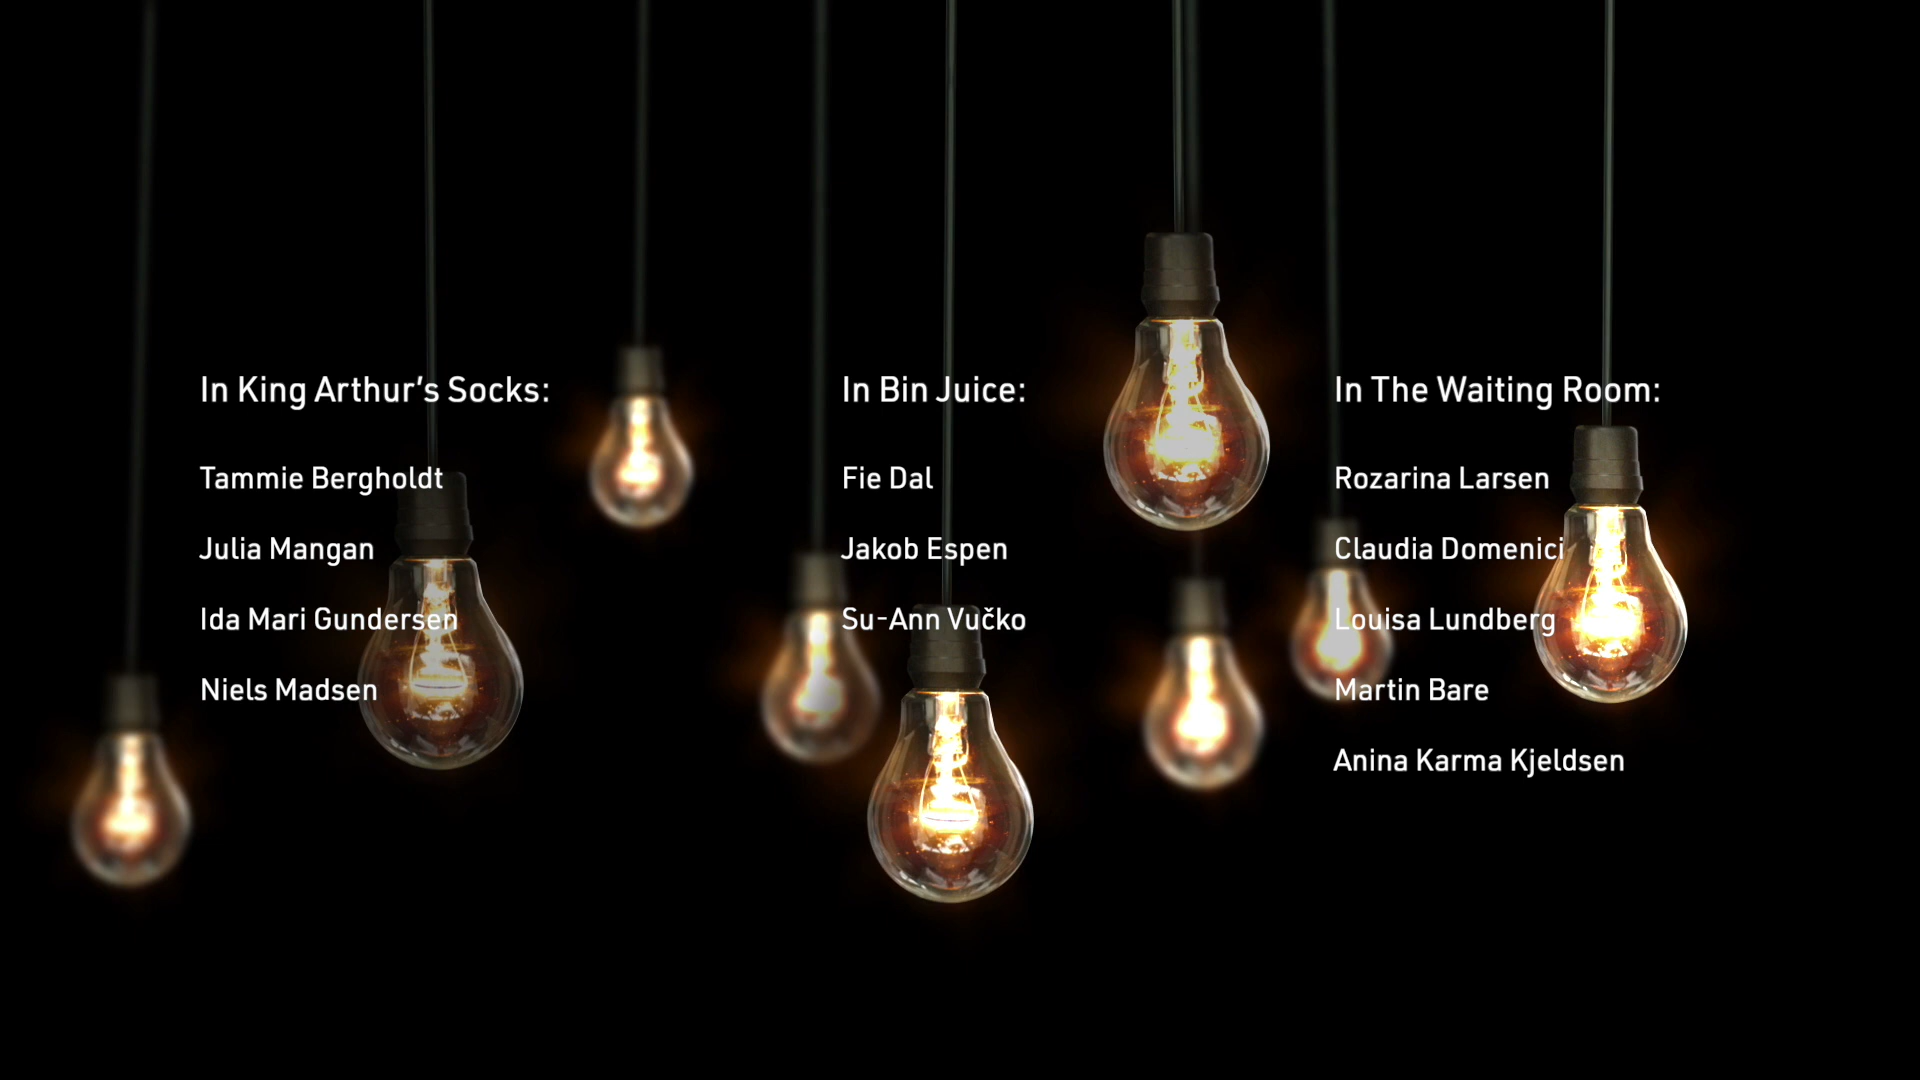 In King Arthur's Socks:
Tammie Bergholdt
Julia Mangan
Ida Mari Gundersen
Niels Madsen
In Bin Juice:
Fie Dal
Jakob Espen
Su-Ann Vučko
In The Waiting Room:
Rozarina Larsen
Claudia Domenici
Louisa Lundberg
Martin Bare
Anina Karma Kjeldsen